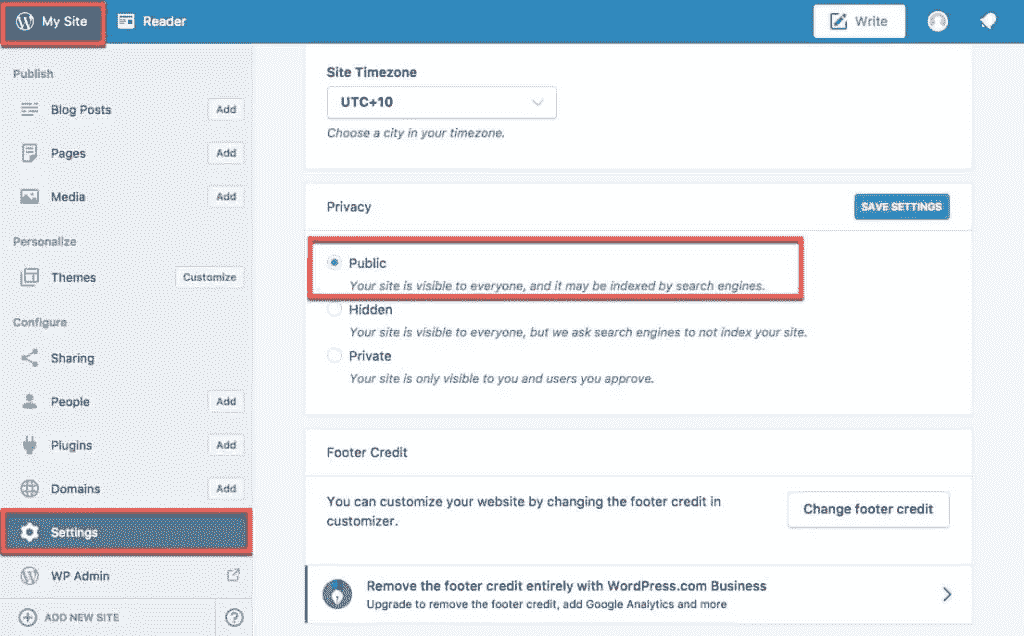 My Site
Reader
Write
Publish
Blog Posts
Add
Pages
Add
Media
Add
Personalize
Themes
Customize
Configure
Sharing
People
Add
Plugins
Add
Domains
Add
Settings
WP Admin
ADD NEW SITE
Site Timezone
UTC+10
Choose a city in your timezone.
Privacy
SAVE SETTINGS
Public
Your site is visible to everyone, and it may be indexed by search engines.
Hidden
Your site is visible to everyone, but we ask search engines to not index your site.
Private
Your site is only visible to you and users you approve.
Footer Credit
You can customize your website by changing the footer credit in
customizer.
Change footer credit
Remove the footer credit entirely with WordPress.com Business
Upgrade to remove the footer credit, add Google Analytics and more